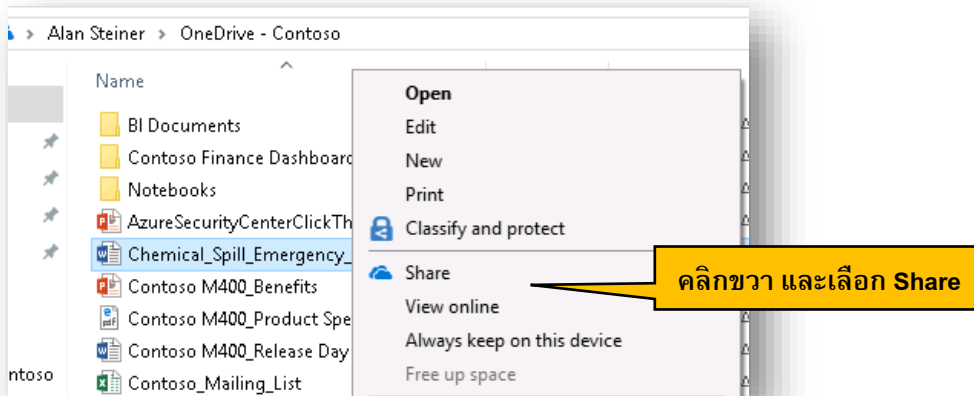 Alan Steiner > OneDrive - Contoso
Name
BI Documents
Contoso Finance Dashboard
Notebooks
AzureSecurityCenterClickTh
Chemical_Spill_Emergency_
Contoso M400_Benefits
Contoso M400_Product Spe
Contoso M400_Release Day
Contoso_Mailing_List
ntoso
Open
Edit
New
Print
Classify and protect
Share
View online
Always keep on this device
Free up space
คลิกขวา และเลือก Share